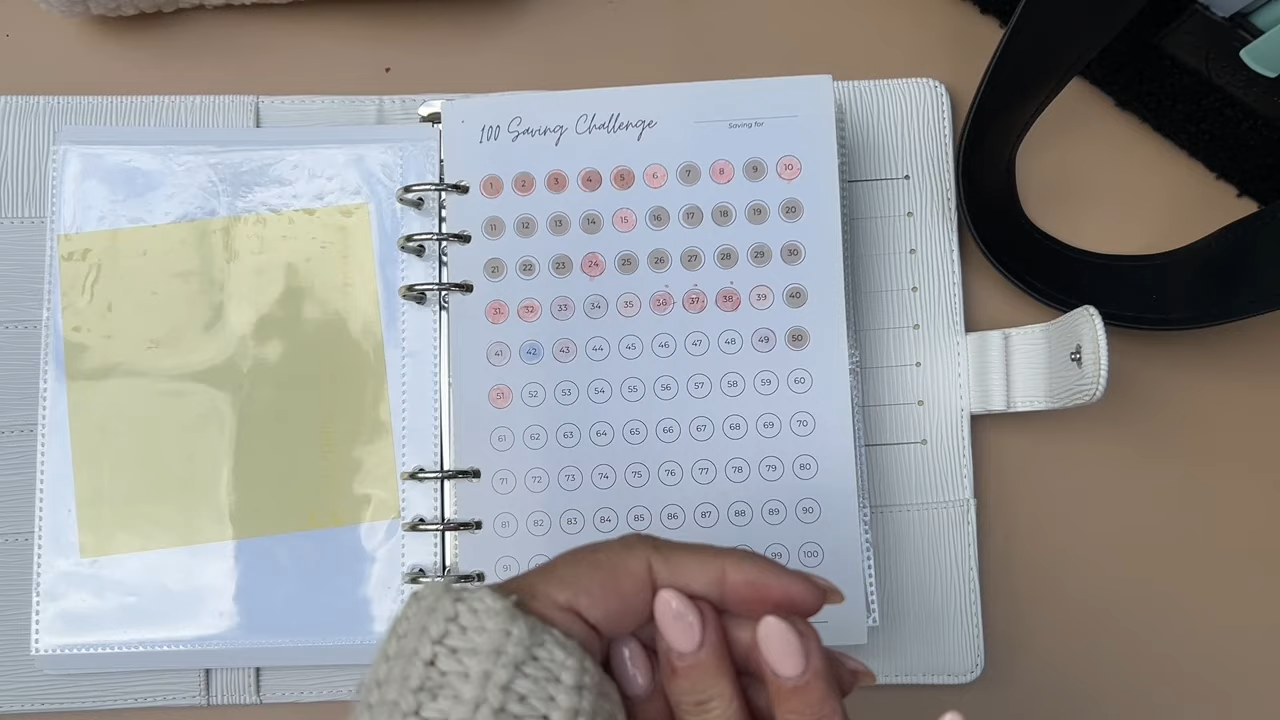 100 Saving Challenge
Saving for
1 2 3 4 5 6 7 8 9 10
11 12 13 14 15 16 17 18 19 20
21 22 23 24 25 26 27 28 29 30
31 32 33 34 35 36 37 38 39 40
41 42 43 44 45 46 47 48 49 50
51 52 53 54 55 56 57 58 59 60
61 62 63 64 65 66 67 68 69 70
71 72 73 74 75 76 77 78 79 80
81 82 83 84 85 86 87 88 89 90
91 99 100